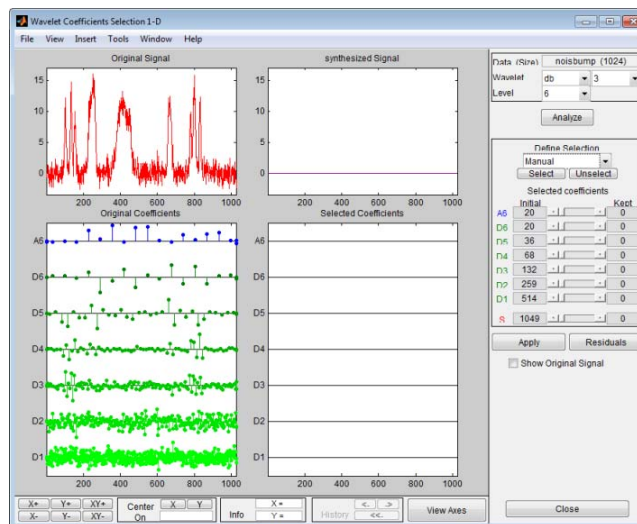 Wavelet Coefficients Selection 1-D
File View Insert Tools Window Help
Original Signal
15
10
5
0
200 400 600 800 1000
synthesized Signal
15
10
5
0
200 400 600 800 1000
Original Coefficients
A6
D6
D5
D4
D3
D2
D1
200 400 600 800 1000
Selected Coefficients
A6
D6
D5
D4
D3
D2
D1
200 400 600 800 1000
Data (Size) noisbump (1024)
Wavelet db 3
Level 6
Analyze
Define Selection
Manual
Select Unselect
Selected coefficients
Initial Kept
A6 20 0
D6 20 0
D5 36 0
D4 68 0
D3 132 0
D2 259 0
D1 514 0
S 1049 0
Apply Residuals
Show Original Signal
X+ Y+ XY+
X- Y- XY-
Center On X Y
Info X = Y =
History <- -> <<-
View Axes
Close